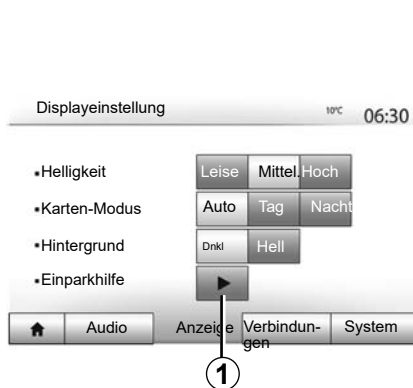 Displayeinstellung 10°C 06:30
▪Helligkeit Leise Mittel. Hoch
▪Karten-Modus Auto Tag Nacht
▪Hintergrund Dnkl Hell
▪Einparkhilfe
Audio Anzeige Verbindun-
gen System
1